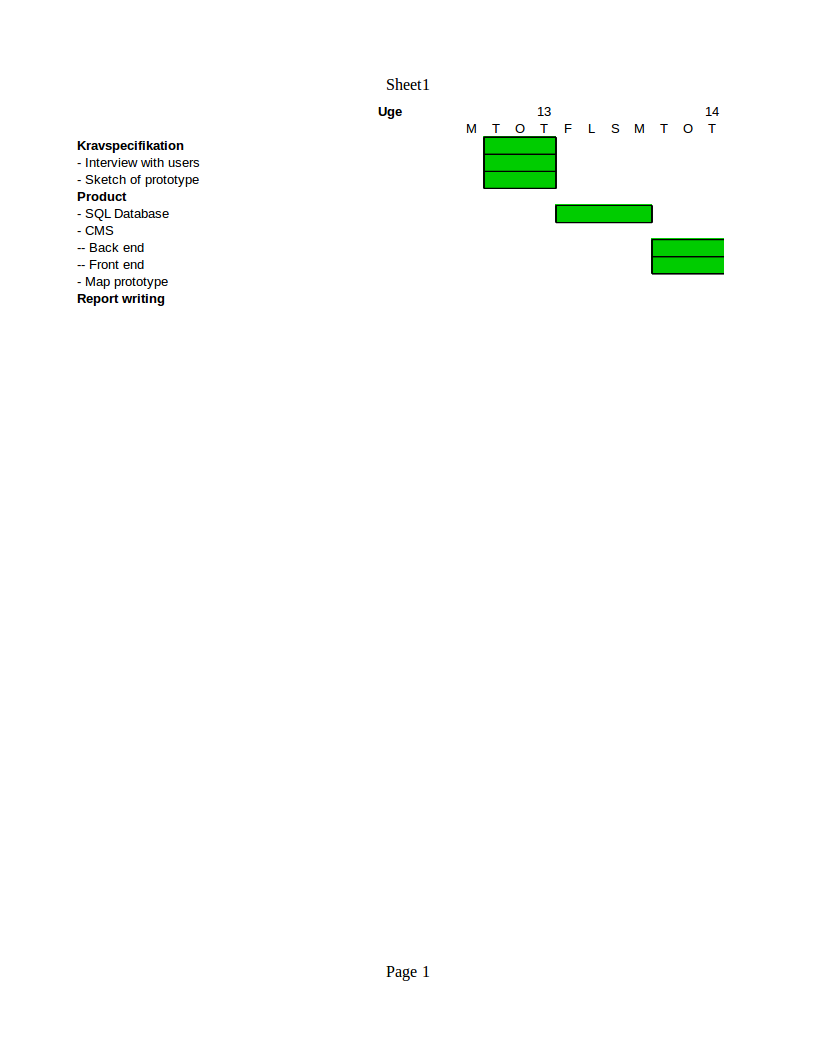 Sheet1
Uge 13 14
M T O T F L S M T O T
Kravspecifikation
- Interview with users
- Sketch of prototype
Product
- SQL Database
- CMS
-- Back end
-- Front end
- Map prototype
Report writing
Page 1